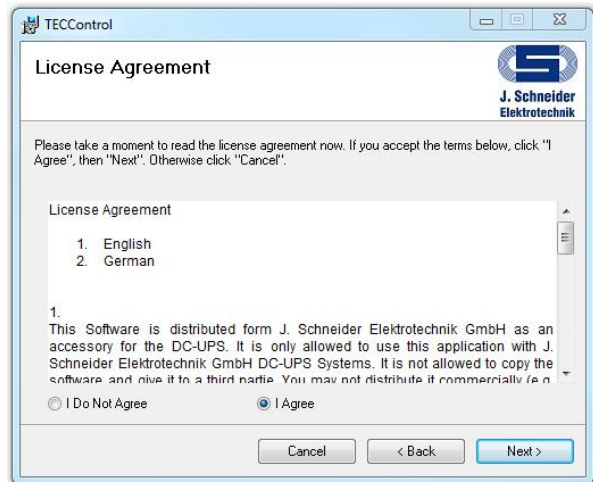 TECControl
License Agreement
J. Schneider
Elektrotechnik
Please take a moment to read the license agreement now. If you accept the terms below, click "I
Agree", then "Next". Otherwise click "Cancel".
License Agreement
1. English
2. German
1.
This Software is distributed form J. Schneider Elektrotechnik GmbH as an
accessory for the DC-UPS. It is only allowed to use this application with J.
Schneider Elektrotechnik GmbH DC-UPS Systems. It is not allowed to copy the
software and give it to a third partie. You may not distribute it commercially (e.g.
I Do Not Agree
I Agree
Cancel
< Back
Next >